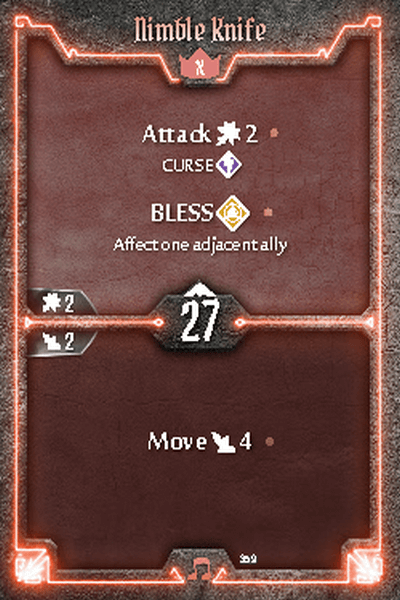 Nimble Knife
X
Attack 2
CURSE
BLESS
Affect one adjacent ally
2
27
2
Move 4